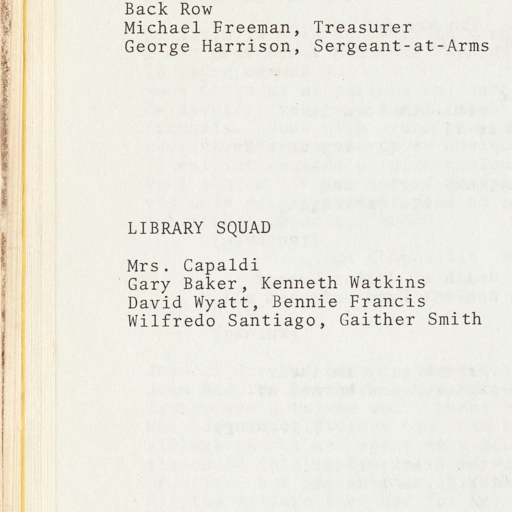 Back Row
Michael Freeman, Treasurer
George Harrison, Sergeant-at-Arms
LIBRARY SQUAD
Mrs. Capaldi
Gary Baker, Kenneth Watkins
David Wyatt, Bennie Francis
Wilfredo Santiago, Gaither Smith